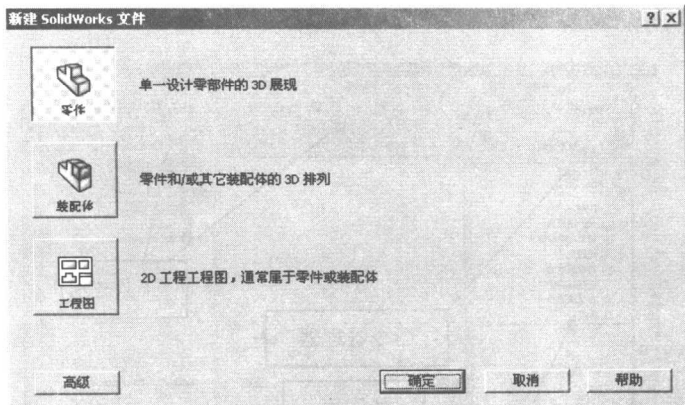 新建 SolidWorks 文件
零件
单一设计零部件的 3D 展现
装配体
零件和/或其它装配体的 3D 排列
工程图
2D 工程工程图，通常属于零件或装配体
高级
确定
取消
帮助